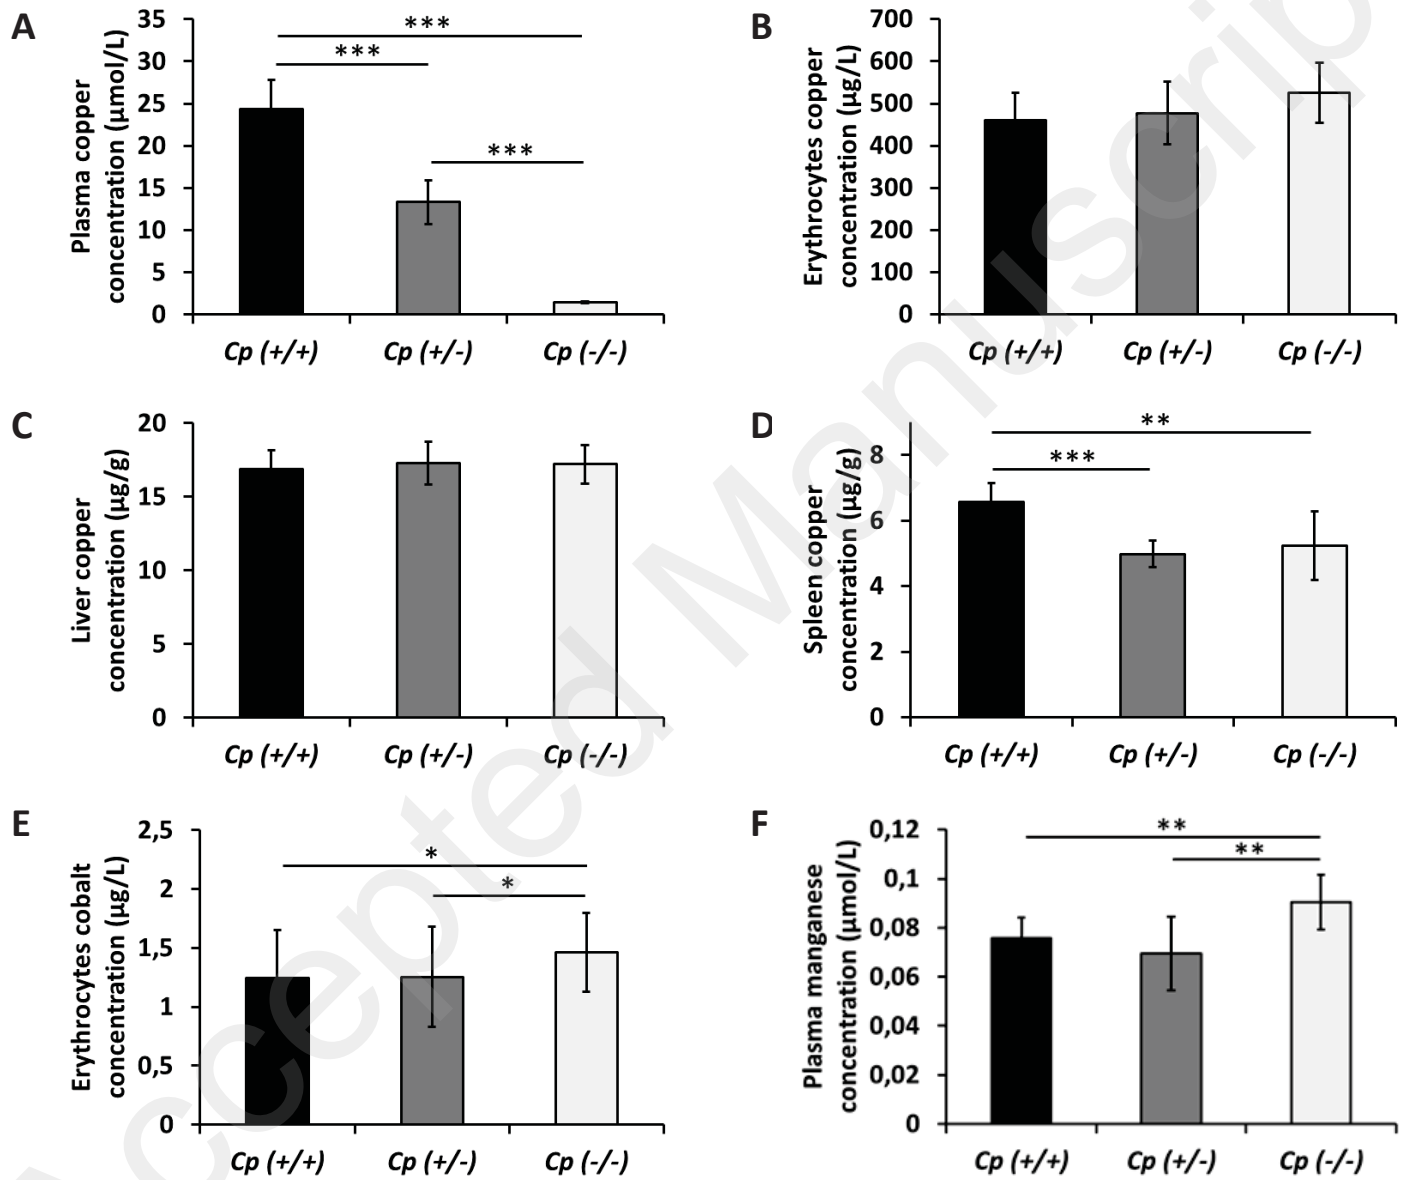 A
Plasma copper
concentration (µmol/L)
35
30
25
20
15
10
5
0
***
***
***
Cp (+/+)
Cp (+/-)
Cp (-/-)
B
Erythrocytes copper
concentration (µg/L)
700
600
500
400
300
200
100
0
Cp (+/+)
Cp (+/-)
Cp (-/-)
C
Liver copper
concentration (µg/g)
20
15
10
5
0
Cp (+/+)
Cp (+/-)
Cp (-/-)
D
Spleen copper
concentration (µg/g)
8
6
4
2
0
**
***
Cp (+/+)
Cp (+/-)
Cp (-/-)
E
Erythrocytes cobalt
concentration (µg/L)
2,5
2
1,5
1
0,5
0
*
*
Cp (+/+)
Cp (+/-)
Cp (-/-)
F
Plasma manganese
concentration (µmol/L)
0,12
0,1
0,08
0,06
0,04
0,02
0
**
**
Cp (+/+)
Cp (+/-)
Cp (-/-)
Accepted Manuscrip